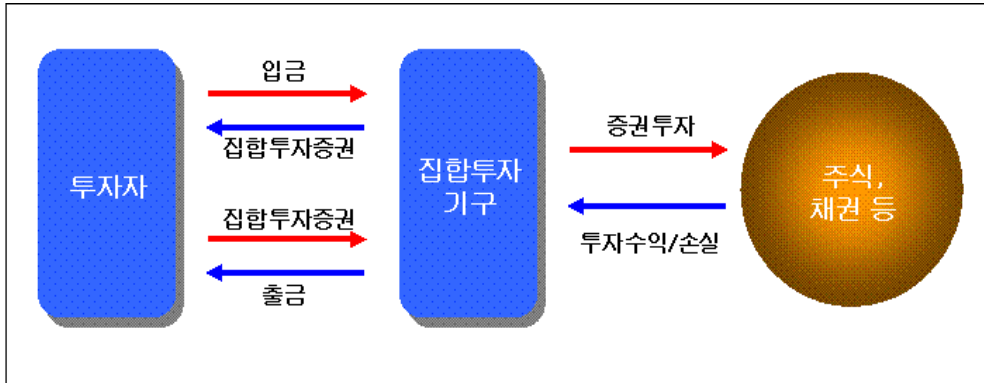 투자자
입금
집합투자증권
집합투자증권
출금
집합투자
기구
증권투자
투자수익/손실
주식,
채권 등